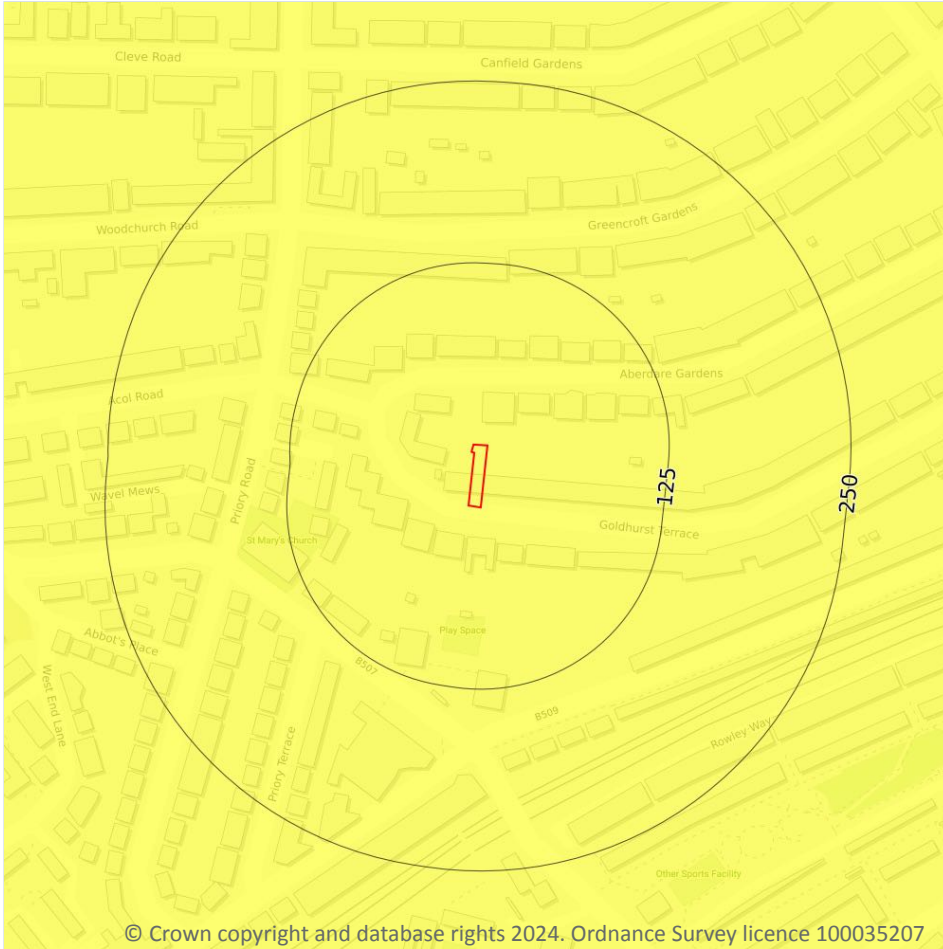 Cleve Road
Canfield Gardens
Greencroft Gardens
Woodchurch Road
Aberdare Gardens
Acol Road
Priory Road
Wavel Mews
125
250
Goldhurst Terrace
St Mary's Church
Play Space
Abbot's Place
B507
West End Lane
B509
Rowley Way
Priory Terrace
Other Sports Facility
© Crown copyright and database rights 2024. Ordnance Survey licence 100035207